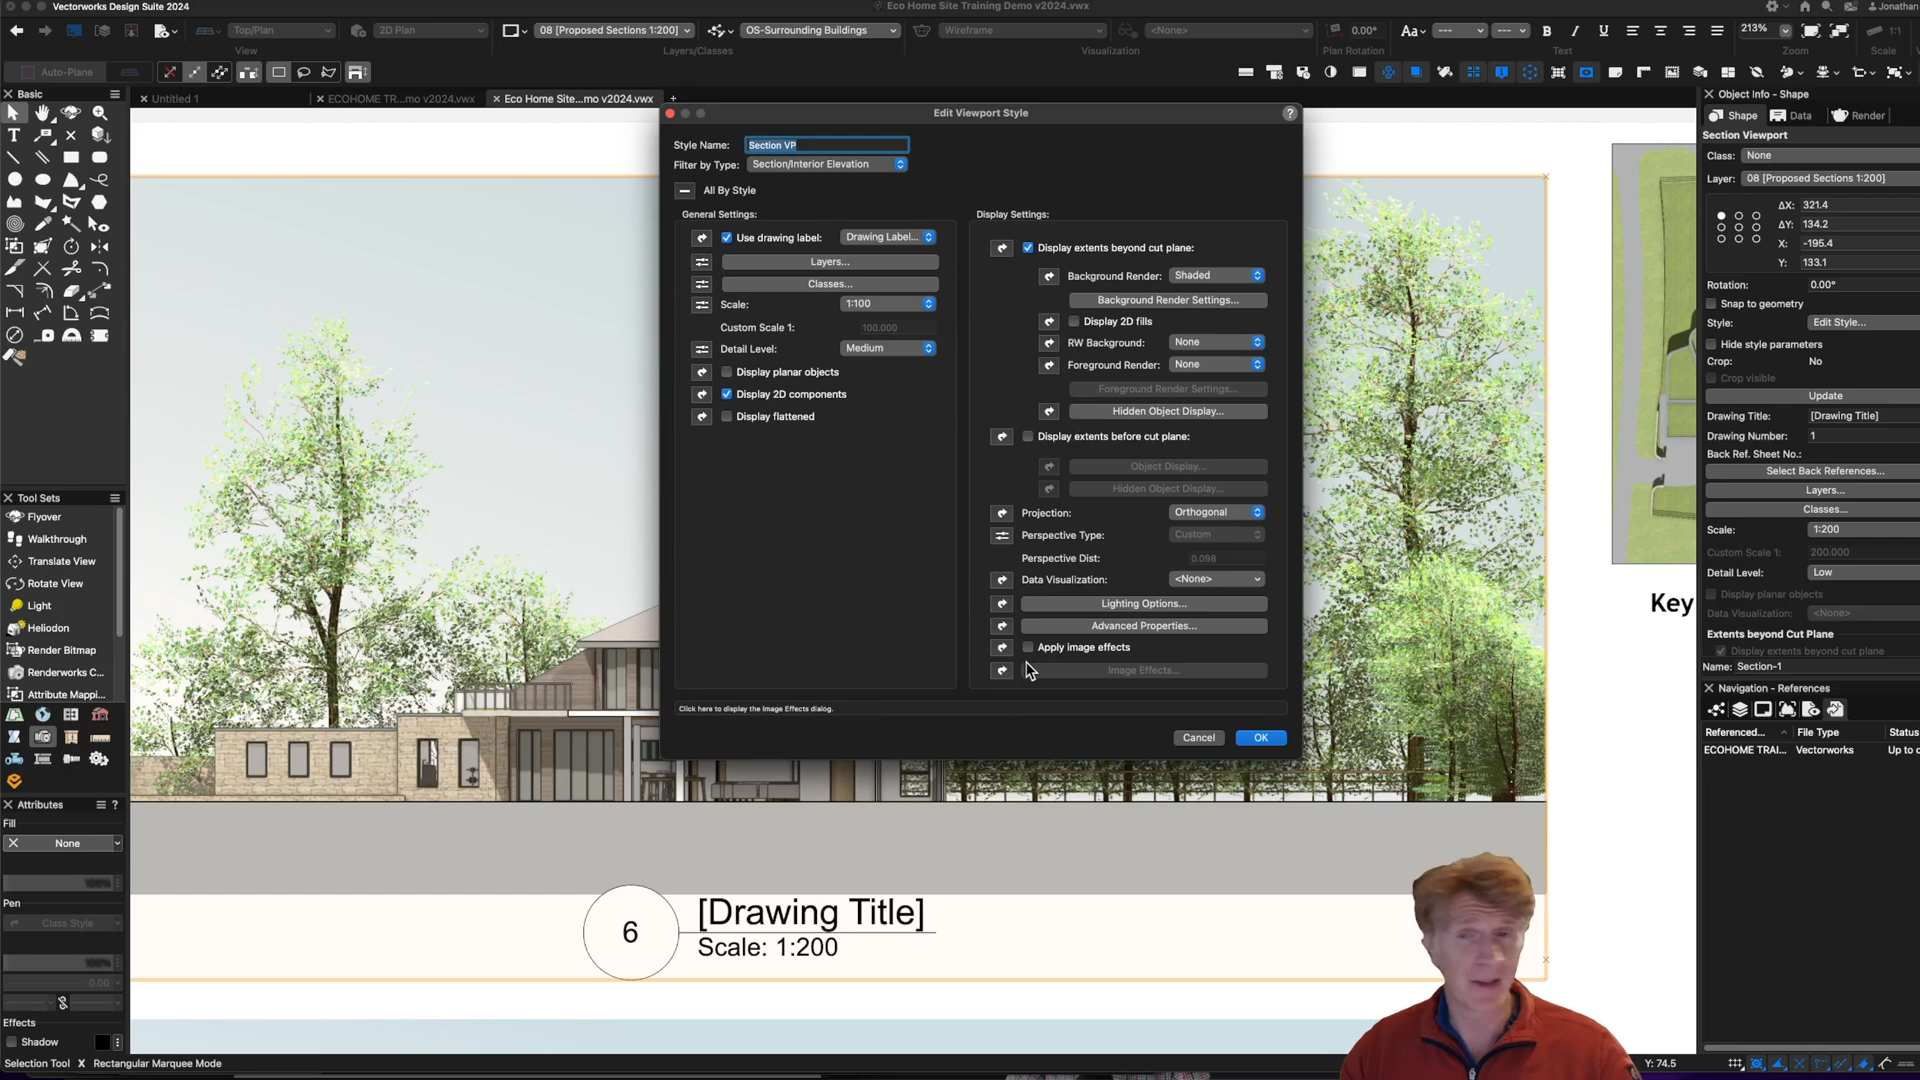 Vectorworks Design Suite 2024
Eco Home Site Training Demo v2024.vwx
Jonathan
Top/Plan
2D Plan
08 [Proposed Sections 1:200]
OS-Surrounding Buildings
Wireframe
<None>
0.00°
Aa
B I U
213%
1:1
View
Layers/Classes
Visualization
Plan Rotation
Text
Zoom
Scale
Auto-Plane
Basic
Untitled 1
ECOHOME TR...mo v2024.vwx
Eco Home Site...mo v2024.vwx
+
Tool Sets
Flyover
Walkthrough
Translate View
Rotate View
Light
Heliodon
Render Bitmap
Renderworks C...
Attribute Mappi...
Attributes
?
Fill
None
100%
Pen
Class Style
100%
0.00
Effects
Shadow
Selection Tool
X
Rectangular Marquee Mode
Edit Viewport Style
?
Style Name:
Section VP
Filter by Type:
Section/Interior Elevation
All By Style
General Settings:
Use drawing label:
Drawing Label...
Layers...
Classes...
Scale:
1:100
Custom Scale 1:
100.000
Detail Level:
Medium
Display planar objects
Display 2D components
Display flattened
Display Settings:
Display extents beyond cut plane:
Background Render:
Shaded
Background Render Settings...
Display 2D fills
RW Background:
None
Foreground Render:
None
Foreground Render Settings...
Hidden Object Display...
Display extents before cut plane:
Object Display...
Hidden Object Display...
Projection:
Orthogonal
Perspective Type:
Custom
Perspective Dist:
0.098
Data Visualization:
<None>
Lighting Options...
Advanced Properties...
Apply image effects
Image Effects...
Click here to display the Image Effects dialog.
Cancel
OK
6
[Drawing Title]
Scale: 1:200
Key
Object Info - Shape
Shape
Data
Render
Section Viewport
Class:
None
Layer:
08 [Proposed Sections 1:200]
ΔX:
321.4
ΔY:
134.2
X:
-195.4
Y:
133.1
Rotation:
0.00°
Snap to geometry
Style:
Edit Style...
Hide style parameters
Crop:
No
Crop visible
Update
Drawing Title:
[Drawing Title]
Drawing Number:
1
Back Ref. Sheet No.:
Select Back References...
Layers...
Classes...
Scale:
1:200
Custom Scale 1:
200.000
Detail Level:
Low
Display planar objects
Data Visualization:
<None>
Extents beyond Cut Plane
Display extents beyond cut plane
Name:
Section-1
Navigation - References
Referenced...
File Type
Status
ECOHOME TRAI...
Vectorworks
Up to
Y: 74.5